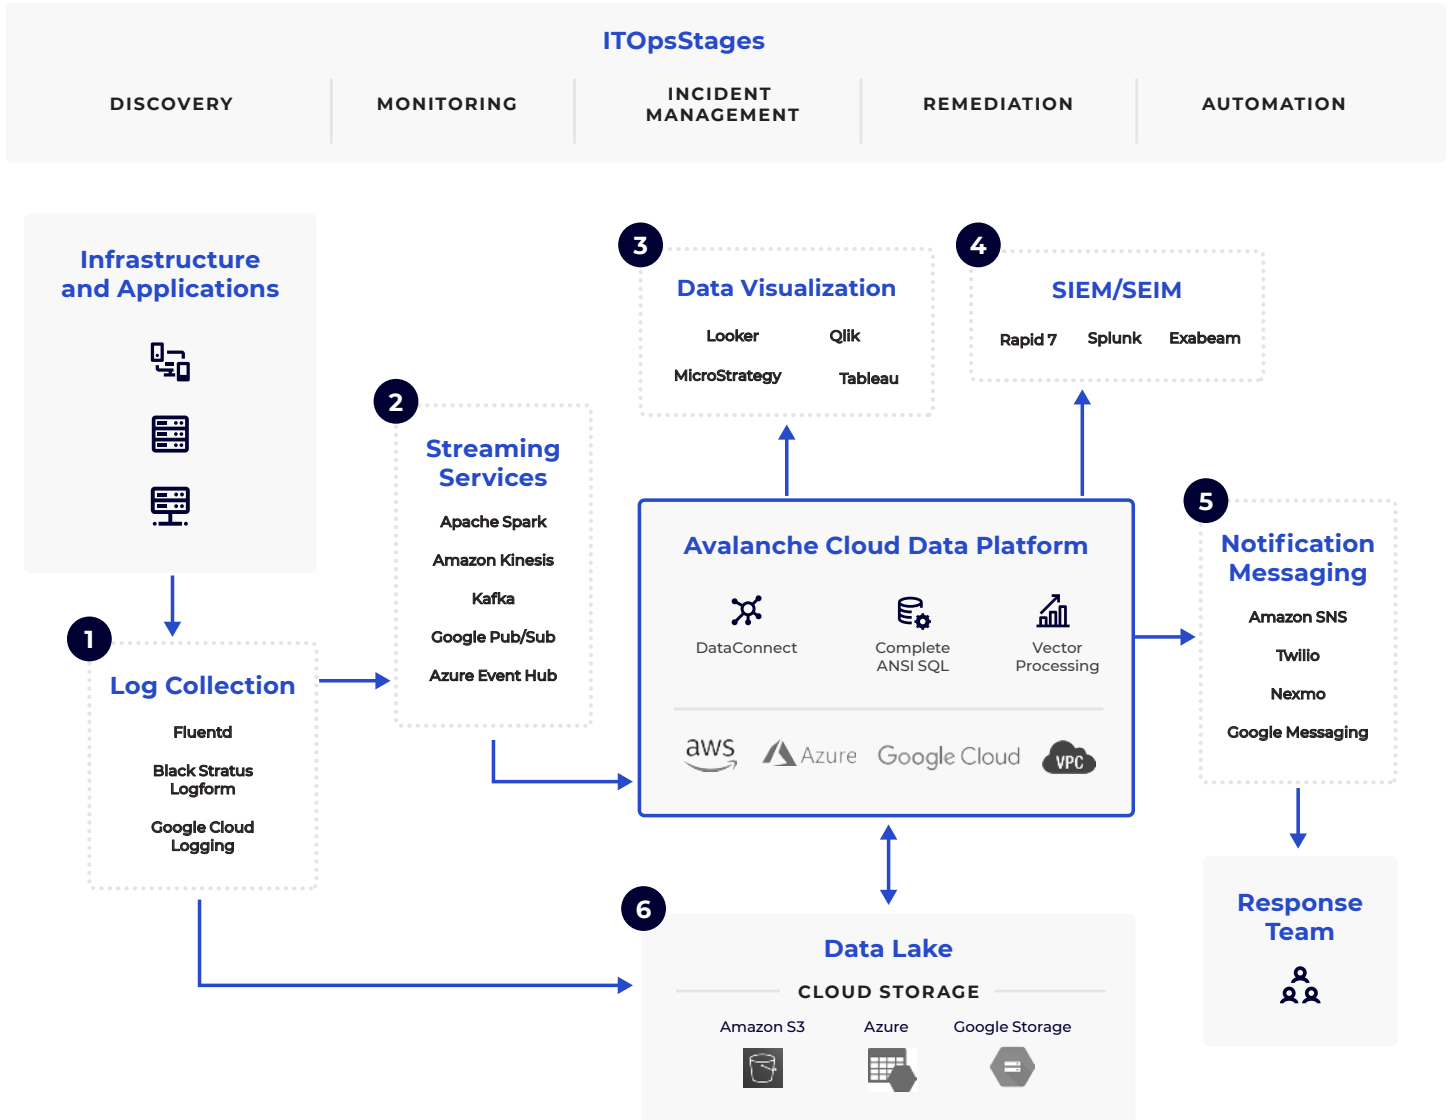 ITOpsStages
DISCOVERY
MONITORING
INCIDENT
MANAGEMENT
REMEDIATION
AUTOMATION
Infrastructure
and Applications
1
Log Collection
Fluentd
Black Stratus
Logform
Google Cloud
Logging
2
Streaming
Services
Apache Spark
Amazon Kinesis
Kafka
Google Pub/Sub
Azure Event Hub
3
Data Visualization
Looker Qlik
MicroStrategy Tableau
4
SIEM/SEIM
Rapid 7 Splunk Exabeam
Avalanche Cloud Data Platform
DataConnect
Complete
ANSI SQL
Vector
Processing
aws Azure Google Cloud VPC
5
Notification
Messaging
Amazon SNS
Twilio
Nexmo
Google Messaging
Response
Team
6
Data Lake
CLOUD STORAGE
Amazon S3 Azure Google Storage